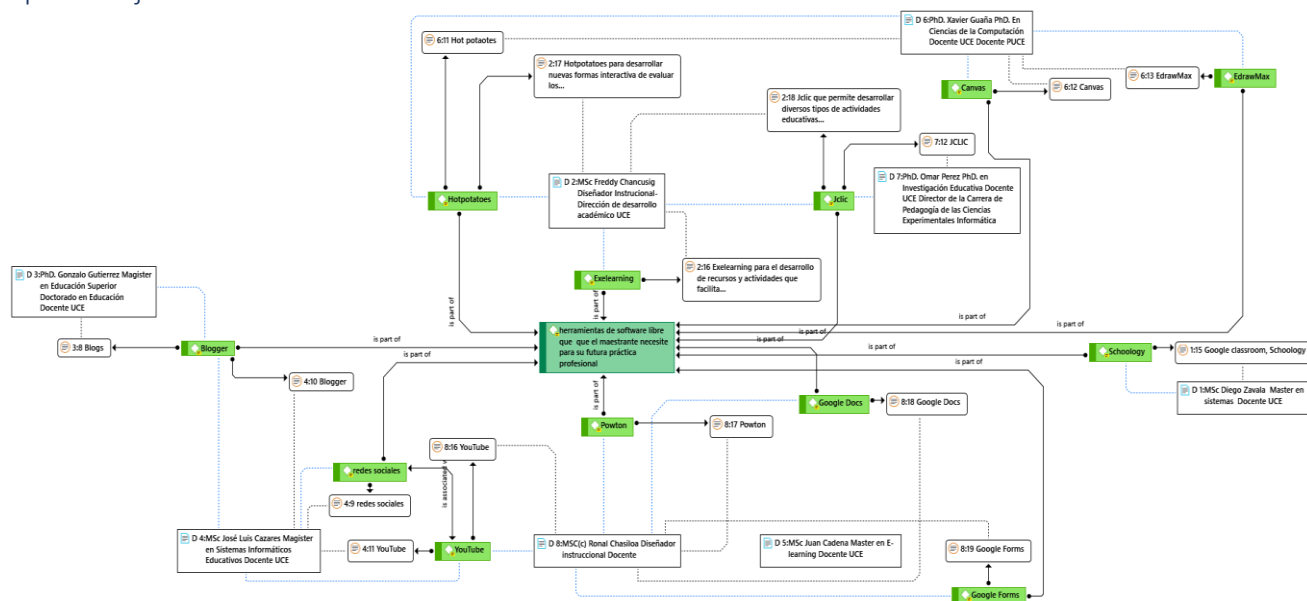 D 6:PhD. Xavier Guaña PhD. En
Ciencias de la Computación
Docente UCE Docente PUCE
6:11 Hot potaotes
2:17 Hotpotatoes para desarrollar
nuevas formas interactiva de evaluar
los...
6:13 EdrawMax
EdrawMax
Canvas
6:12 Canvas
2:18 Jclic que permite desarrollar
diversos tipos de actividades
educativas...
7:12 JCLIC
D 2:MSc Freddy Chancusig
Diseñador Instrucional-
Dirección de desarrollo
académico UCE
D 7:PhD. Omar Perez PhD. en
Investigación Educativa Docente
UCE Director de la Carrera de
Pedagogía de las Ciencias
Experimentales Informática
Hotpotatoes
Jclic
D 3:PhD. Gonzalo Gutierrez Magister
en Educación Superior
Doctorado en Educación
Docente UCE
Exelearning
2:16 Exelearning para el desarrollo
de recursos y actividades que
facilita...
is part of
is part of
is part of
is part of
is part of
is part of
is part of
is part of
is part of
is part of
is part of
herramientas de software libre
que que el maestrante necesite
para su futura práctica
profesional
3:8 Blogs
Blogger
Schoology
1:15 Google classroom, Schoology
4:10 Blogger
D 1:MSc Diego Zavala Master en
sistemas Docente UCE
Google Docs
8:18 Google Docs
Powton
8:17 Powton
8:16 YouTube
redes sociales
is associated
4:9 redes sociales
D 4:MSc José Luis Cazares Magister
en Sistemas Informáticos
Educativos Docente UCE
4:11 YouTube
YouTube
D 8:MSC(c) Ronal Chasiloa Diseñador
instruccional Docente
D 5:MSc Juan Cadena Master en E-
learning Docente UCE
8:19 Google Forms
Google Forms